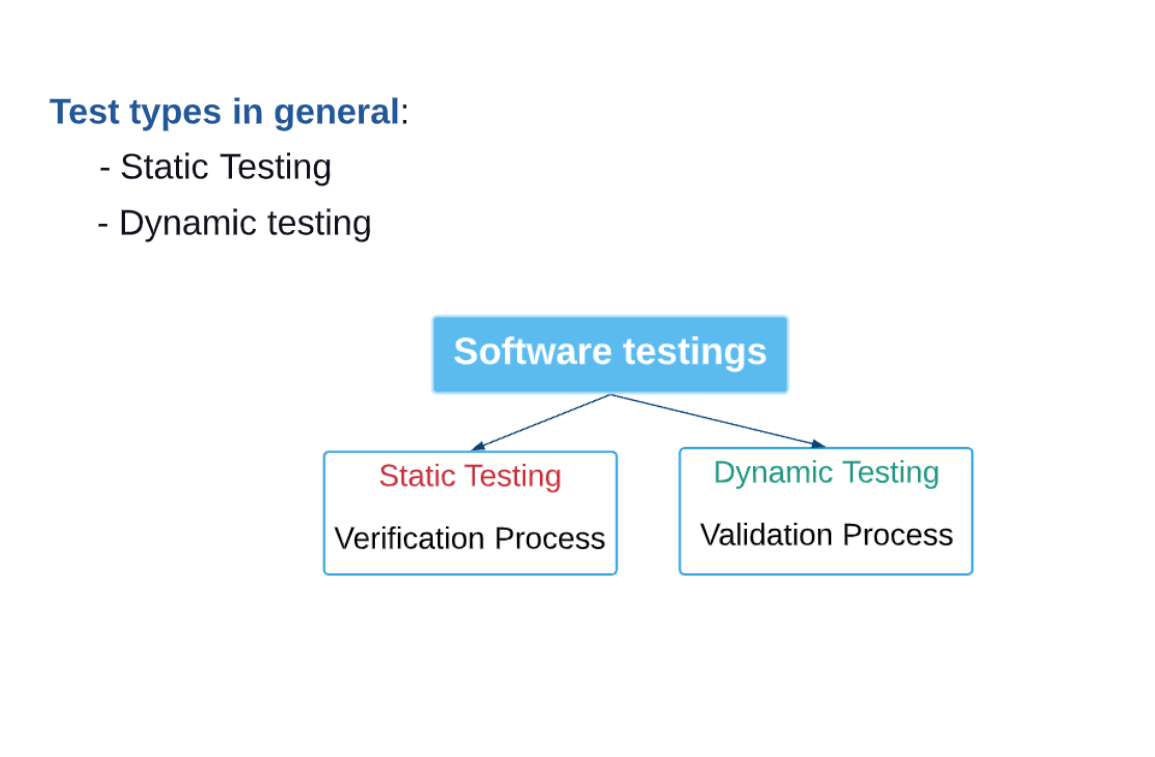 Test types in general:
- Static Testing
- Dynamic testing
Software testings
Static Testing
Verification Process
Dynamic Testing
Validation Process